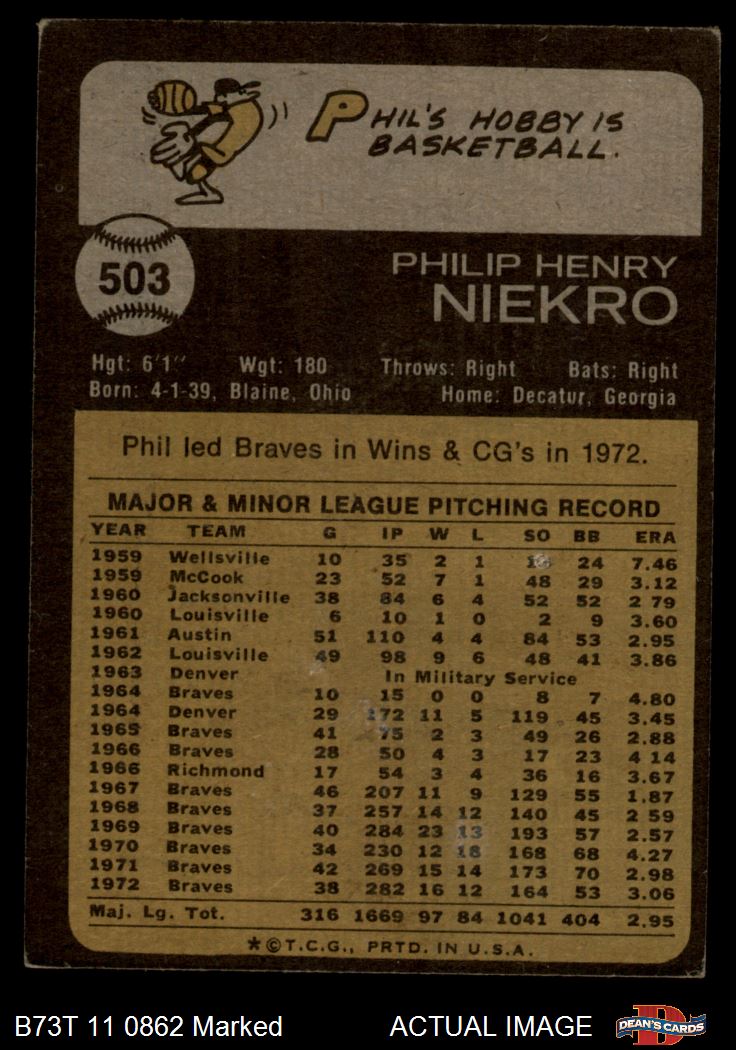 PHIL'S HOBBY IS
BASKETBALL.
503
PHILIP HENRY
NIEKRO
Hgt: 6'1" Wgt: 180 Throws: Right Bats: Right
Born: 4-1-39, Blaine, Ohio Home: Decatur, Georgia
Phil led Braves in Wins & CG's in 1972.
MAJOR & MINOR LEAGUE PITCHING RECORD
YEAR TEAM G IP W L SO BB ERA
1959 Wellsville 10 35 2 1 24 7.46
1959 McCook 23 52 7 1 48 29 3.12
1960 Jacksonville 38 84 6 4 52 52 2 79
1960 Louisville 6 10 1 0 2 9 3.60
1961 Austin 51 110 4 4 84 53 2.95
1962 Louisville 49 98 9 6 48 41 3.86
1963 Denver In Military Service
1964 Braves 10 15 0 0 8 7 4.80
1964 Denver 29 172 11 5 119 45 3.45
1965 Braves 41 75 2 3 49 26 2.88
1966 Braves 28 50 4 3 17 23 4 14
1966 Richmond 17 54 3 4 36 16 3.67
1967 Braves 46 207 11 9 129 55 1.87
1968 Braves 37 257 14 12 140 45 2 59
1969 Braves 40 284 23 13 193 57 2.57
1970 Braves 34 230 12 18 168 68 4.27
1971 Braves 42 269 15 14 173 70 2.98
1972 Braves 38 282 16 12 164 53 3.06
Maj. Lg. Tot. 316 1669 97 84 1041 404 2.95
*©T.C.G., PRTD. IN U.S.A.
B73T 11 0862 Marked ACTUAL IMAGE DEAN'S CARDS